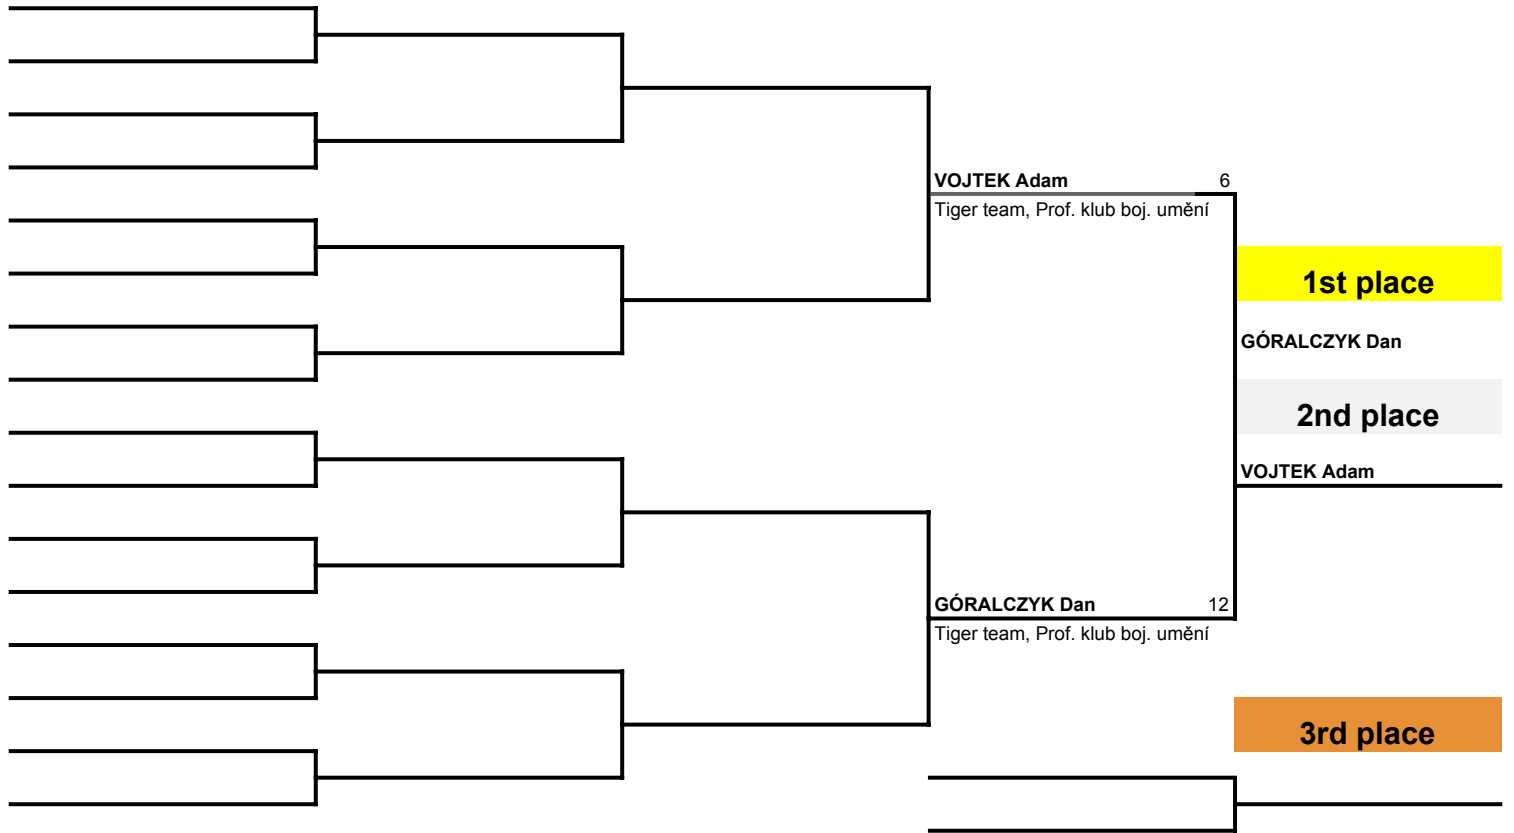 VOJTEK Adam 6
Tiger team, Prof. klub boj. umění
1st place
GÓRALCZYK Dan
2nd place
VOJTEK Adam
GÓRALCZYK Dan 12
Tiger team, Prof. klub boj. umění
3rd place